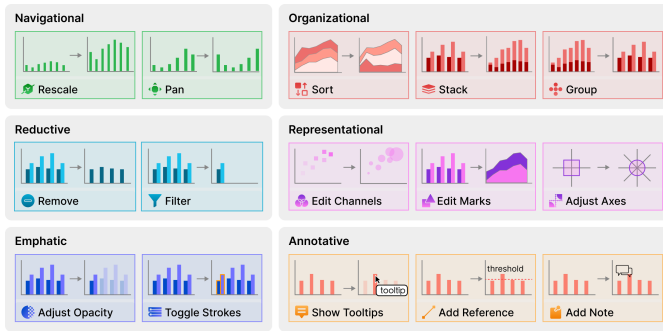 Navigational
Rescale
Pan
Organizational
Sort
Stack
Group
Reductive
Remove
Filter
Representational
Edit Channels
Edit Marks
Adjust Axes
Emphatic
Adjust Opacity
Toggle Strokes
Annotative
tooltip
Show Tooltips
threshold
Add Reference
Add Note